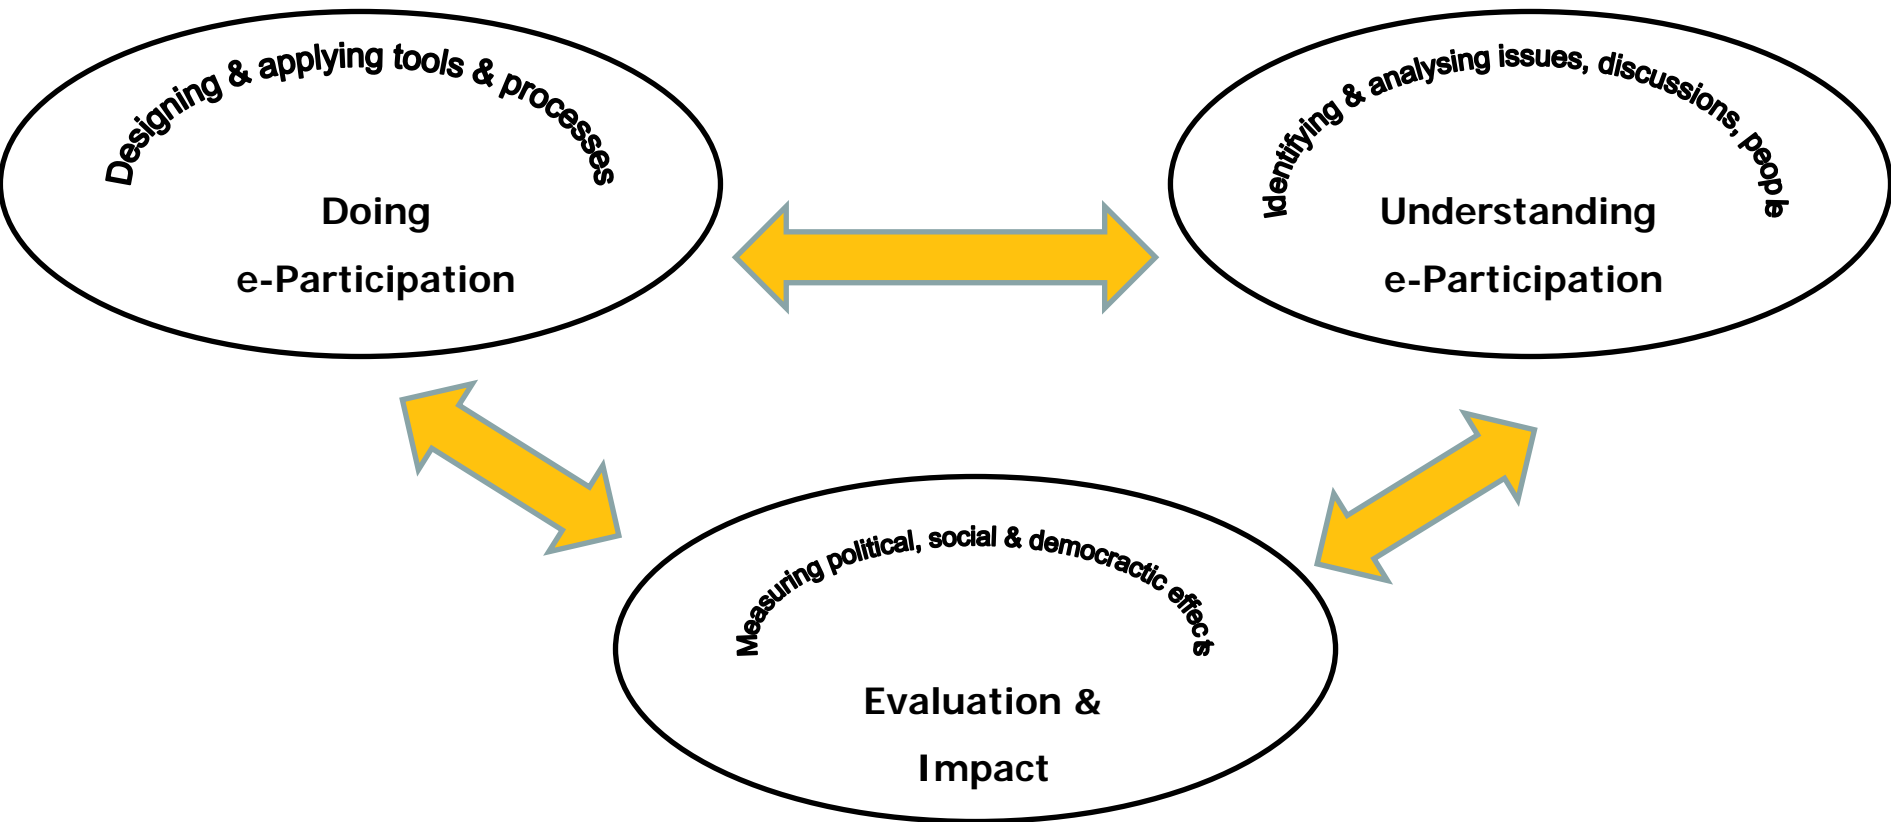 Designing & applying tools & processes
Doing
e-Participation
Identifying & analysing issues, discussions, people
Understanding
e-Participation
Measuring political, social & democractic effects
Evaluation &
Impact